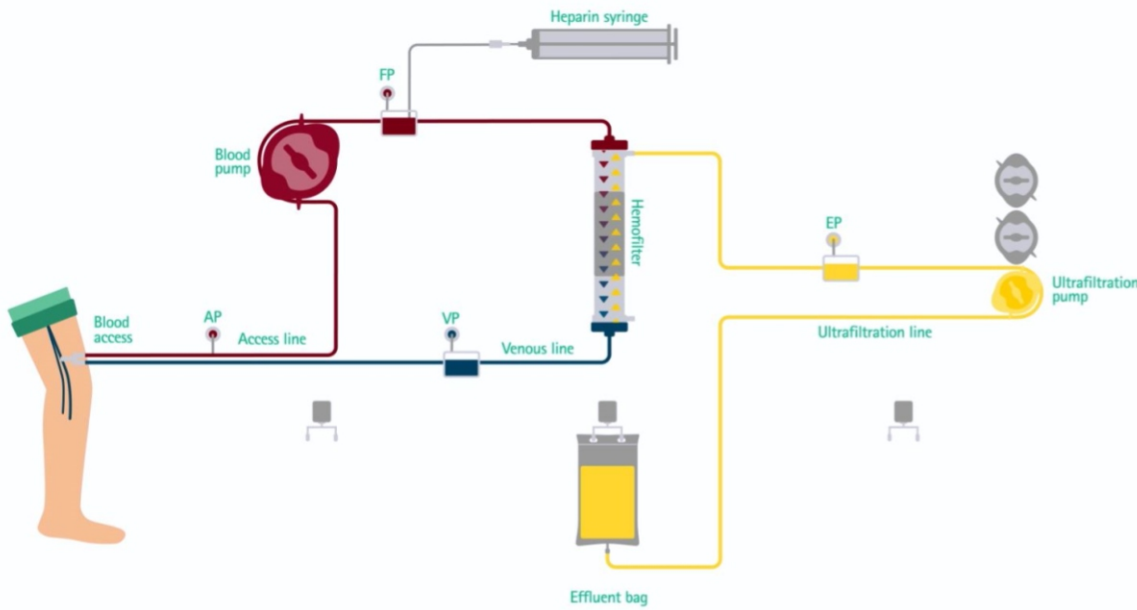 Heparin syringe
FP
Blood
pump
Hemofilter
EP
Ultrafiltration
pump
Blood
access
AP
Access line
VP
Venous line
Ultrafiltration line
Effluent bag